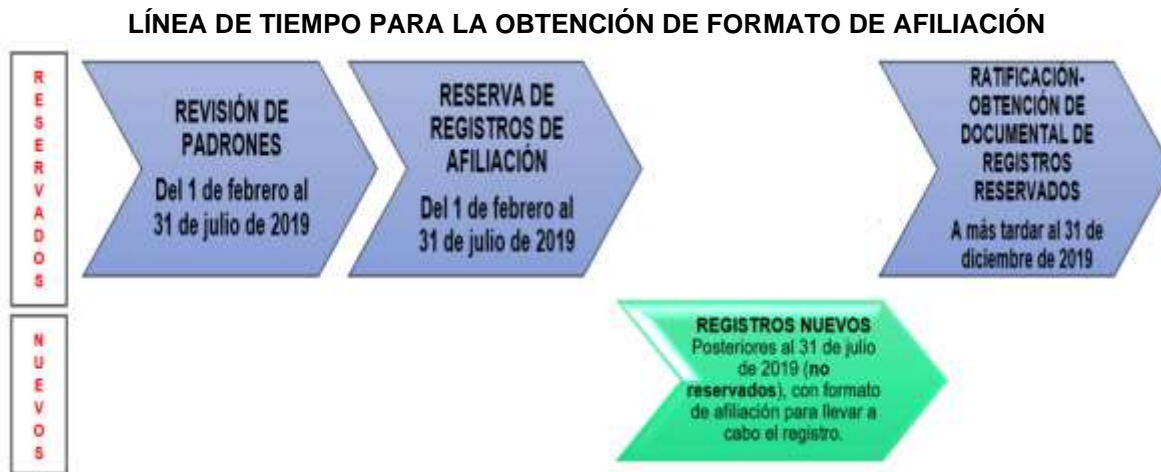 LÍNEA DE TIEMPO PARA LA OBTENCIÓN DE FORMATO DE AFILIACIÓN
RESERVADOS
REVISIÓN DE
PADRONES
Del 1 de febrero al
31 de julio de 2019
RESERVA DE
REGISTROS DE
AFILIACIÓN
Del 1 de febrero al
31 de julio de 2019
RATIFICACIÓN-
OBTENCIÓN DE
DOCUMENTAL DE
REGISTROS
RESERVADOS
A más tardar al 31 de
diciembre de 2019
NUEVOS
REGISTROS NUEVOS
Posteriores al 31 de julio
de 2019 (no
reservados), con formato
de afiliación para llevar a
cabo el registro.